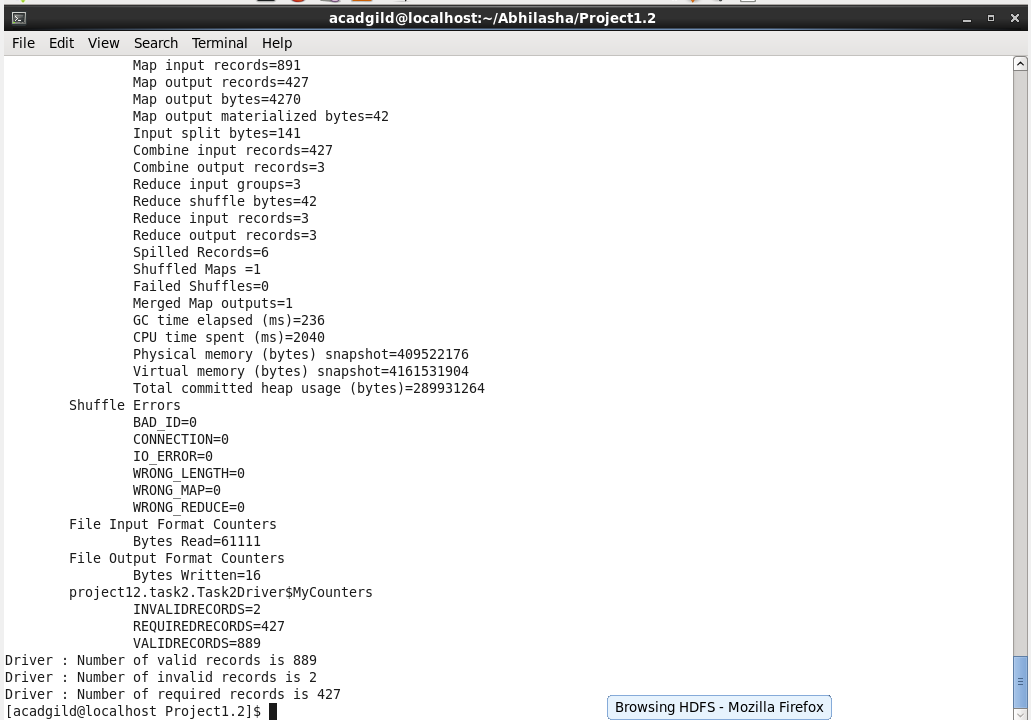 acadgild@localhost:~/Abhilasha/Project1.2
File Edit View Search Terminal Help
Map input records=891
Map output records=427
Map output bytes=4270
Map output materialized bytes=42
Input split bytes=141
Combine input records=427
Combine output records=3
Reduce input groups=3
Reduce shuffle bytes=42
Reduce input records=3
Reduce output records=3
Spilled Records=6
Shuffled Maps =1
Failed Shuffles=0
Merged Map outputs=1
GC time elapsed (ms)=236
CPU time spent (ms)=2040
Physical memory (bytes) snapshot=409522176
Virtual memory (bytes) snapshot=4161531904
Total committed heap usage (bytes)=289931264
Shuffle Errors
BAD_ID=0
CONNECTION=0
IO_ERROR=0
WRONG_LENGTH=0
WRONG_MAP=0
WRONG_REDUCE=0
File Input Format Counters
Bytes Read=61111
File Output Format Counters
Bytes Written=16
project12.task2.Task2Driver$MyCounters
INVALIDRECORDS=2
REQUIREDRECORDS=427
VALIDRECORDS=889
Driver : Number of valid records is 889
Driver : Number of invalid records is 2
Driver : Number of required records is 427
[acadgild@localhost Project1.2]$
Browsing HDFS - Mozilla Firefox